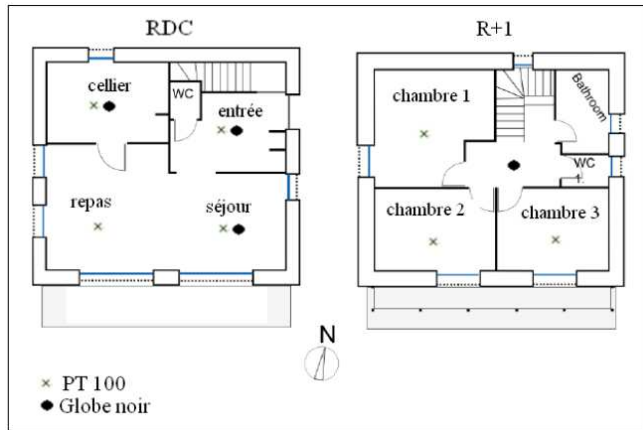 RDC
R+1
cellier
WC
entrée
repas
séjour
chambre 1
Bathroom
WC
1.
chambre 2
chambre 3
N
PT 100
Globe noir